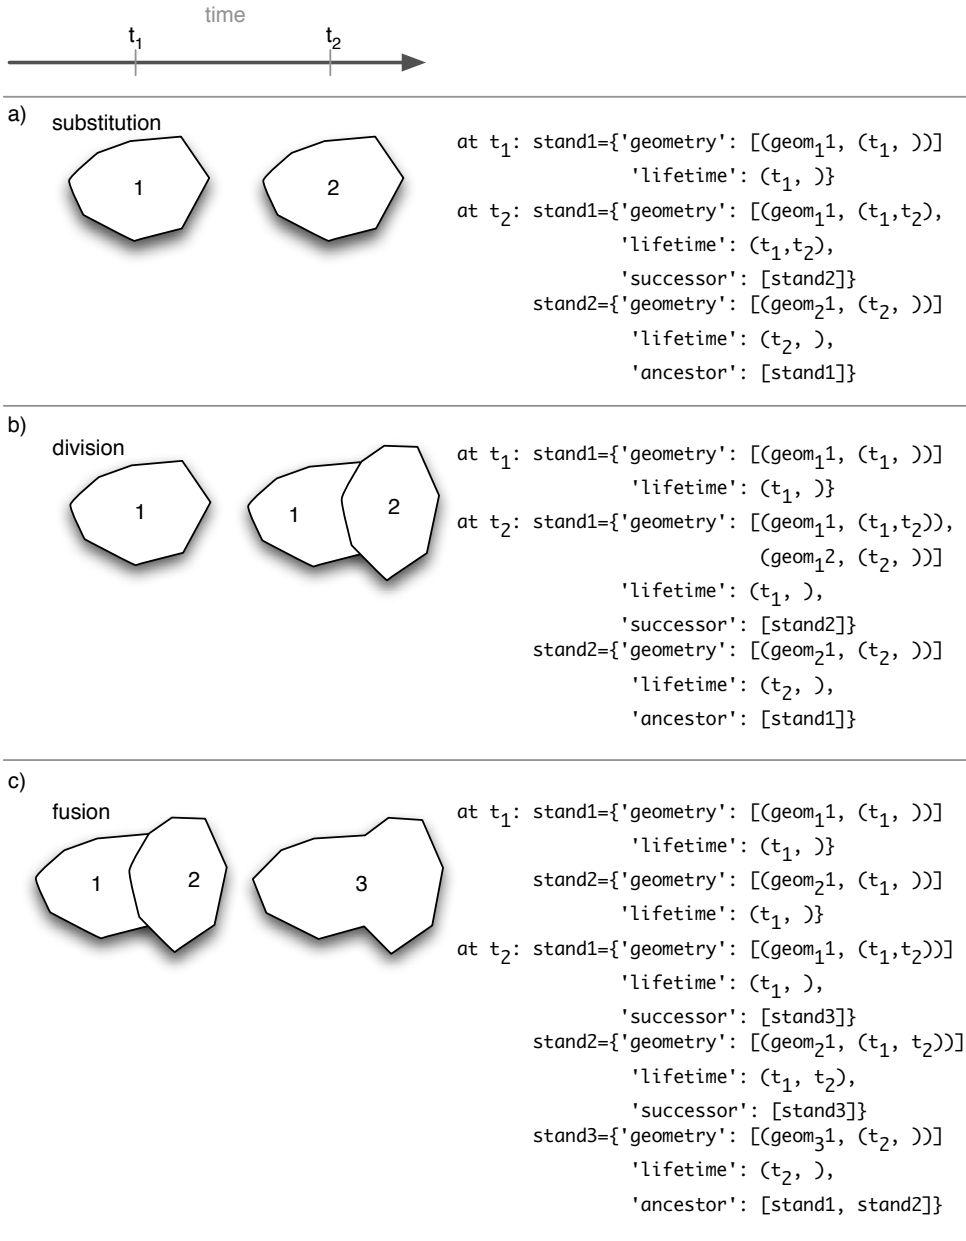 time
t1 t2
a)
substitution
1 2
at t1: stand1={'geometry': [(geom11, (t1, ))]
'lifetime': (t1, )}
at t2: stand1={'geometry': [(geom11, (t1,t2),
'lifetime': (t1,t2),
'successor': [stand2]}
stand2={'geometry': [(geom21, (t2, ))]
'lifetime': (t2, ),
'ancestor': [stand1]}
b)
division
1 1 2
at t1: stand1={'geometry': [(geom11, (t1, ))]
'lifetime': (t1, )}
at t2: stand1={'geometry': [(geom11, (t1,t2)),
(geom12, (t2, ))]
'lifetime': (t1, ),
'successor': [stand2]}
stand2={'geometry': [(geom21, (t2, ))]
'lifetime': (t2, ),
'ancestor': [stand1]}
c)
fusion
1 2 3
at t1: stand1={'geometry': [(geom11, (t1, ))]
'lifetime': (t1, )}
stand2={'geometry': [(geom21, (t1, ))]
'lifetime': (t1, )}
at t2: stand1={'geometry': [(geom11, (t1,t2))]
'lifetime': (t1, ),
'successor': [stand3]}
stand2={'geometry': [(geom21, (t1, t2))]
'lifetime': (t1, t2),
'successor': [stand3]}
stand3={'geometry': [(geom31, (t2, ))]
'lifetime': (t2, ),
'ancestor': [stand1, stand2]}